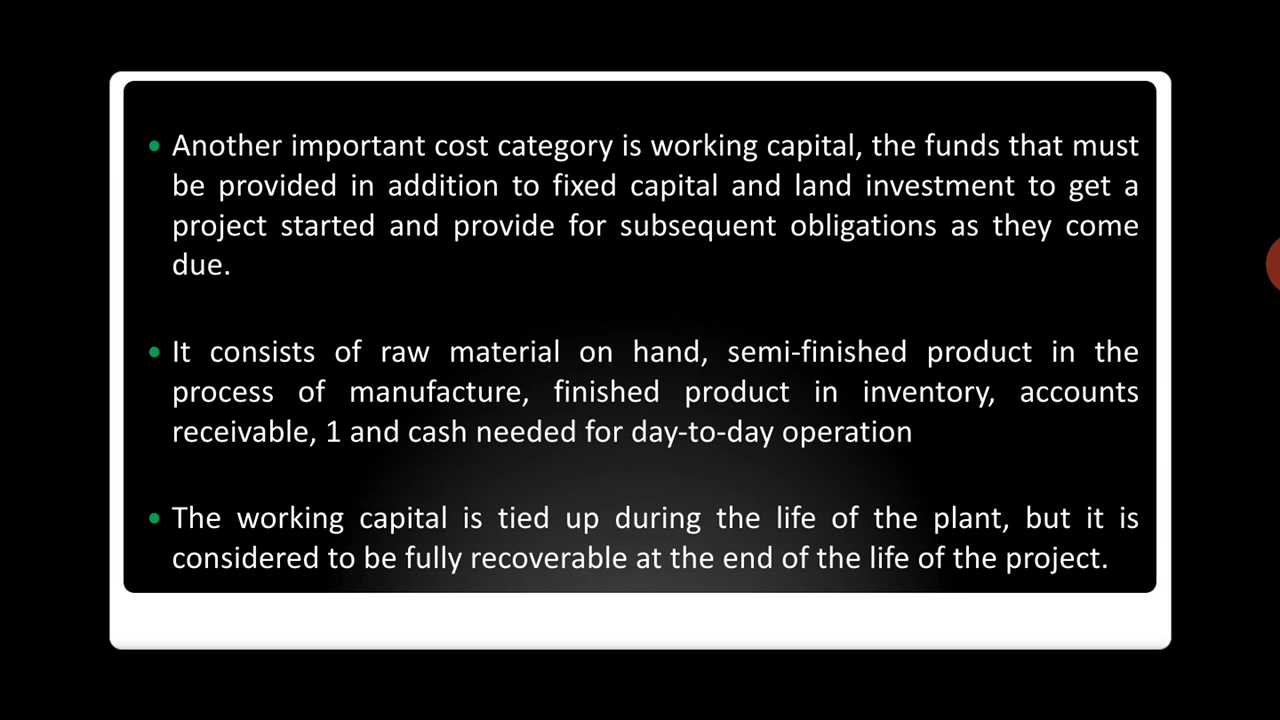 • Another important cost category is working capital, the funds that must
be provided in addition to fixed capital and land investment to get a
project started and provide for subsequent obligations as they come
due.
• It consists of raw material on hand, semi-finished product in the
process of manufacture, finished product in inventory, accounts
receivable, 1 and cash needed for day-to-day operation
• The working capital is tied up during the life of the plant, but it is
considered to be fully recoverable at the end of the life of the project.